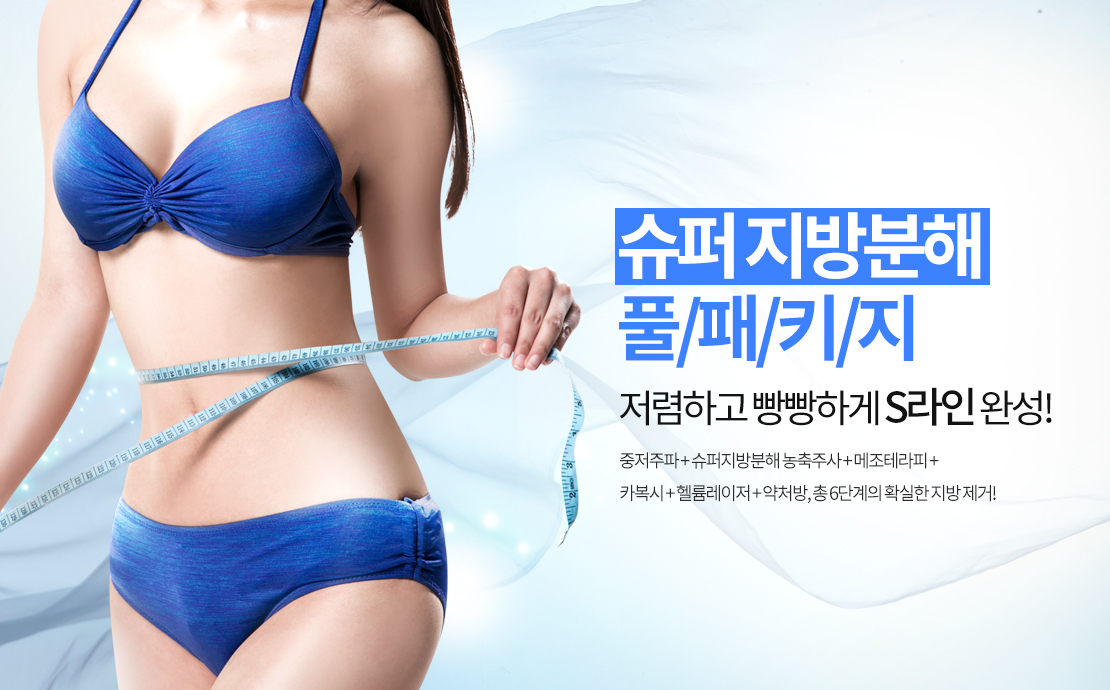 슈퍼 지방분해
풀/패/키/지
저렴하고 빵빵하게 S라인 완성!
중저주파 + 슈퍼지방분해 농축주사 + 메조테라피 +
카복시 + 헬륨레이저 + 약처방, 총 6단계의 확실한 지방 제거!